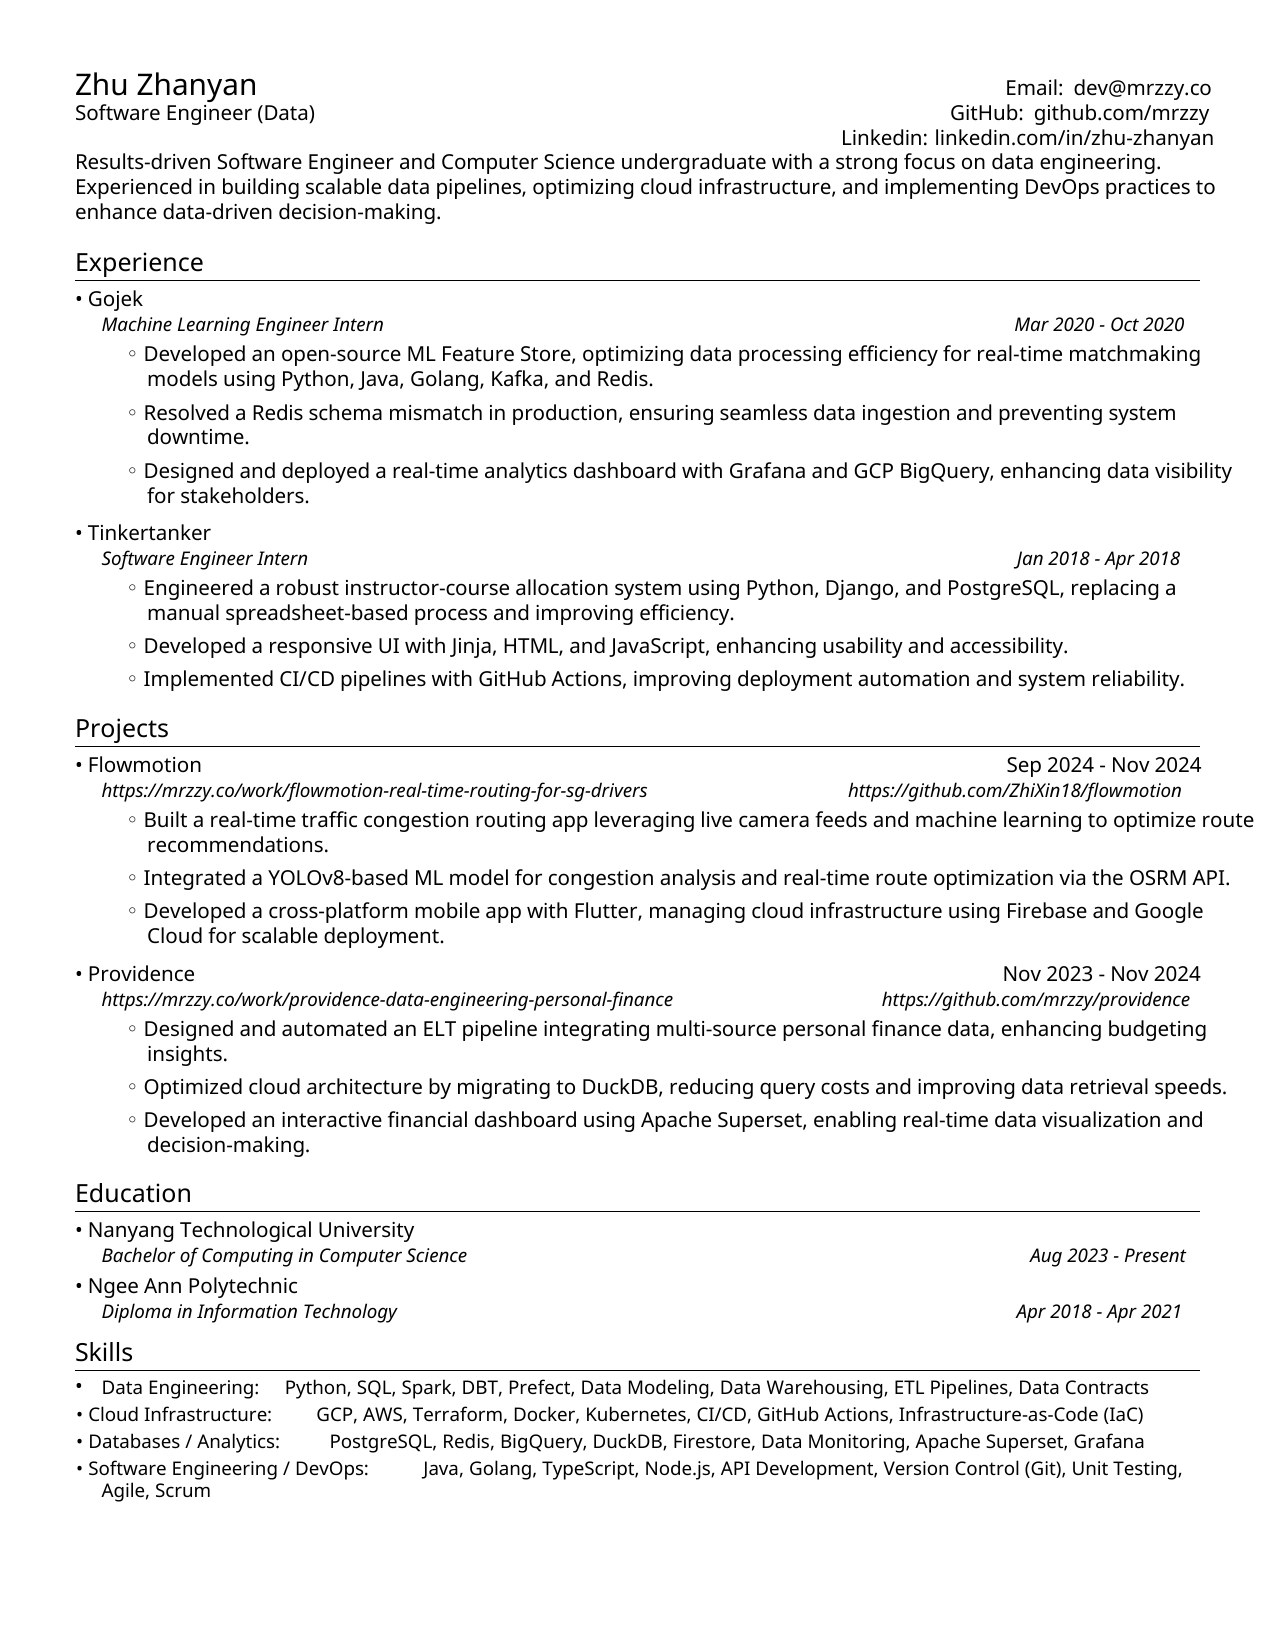 Zhu Zhanyan
Email: dev@mrzzy.co
Software Engineer (Data)
GitHub: github.com/mrzzy
Linkedin: linkedin.com/in/zhu-zhanyan
Results-driven Software Engineer and Computer Science undergraduate with a strong focus on data engineering.
Experienced in building scalable data pipelines, optimizing cloud infrastructure, and implementing DevOps practices to
enhance data-driven decision-making.
Experience
• Gojek
Machine Learning Engineer Intern Mar 2020 - Oct 2020
◦ Developed an open-source ML Feature Store, optimizing data processing efficiency for real-time matchmaking
models using Python, Java, Golang, Kafka, and Redis.
◦ Resolved a Redis schema mismatch in production, ensuring seamless data ingestion and preventing system
downtime.
◦ Designed and deployed a real-time analytics dashboard with Grafana and GCP BigQuery, enhancing data visibility
for stakeholders.
• Tinkertanker
Software Engineer Intern Jan 2018 - Apr 2018
◦ Engineered a robust instructor-course allocation system using Python, Django, and PostgreSQL, replacing a
manual spreadsheet-based process and improving efficiency.
◦ Developed a responsive UI with Jinja, HTML, and JavaScript, enhancing usability and accessibility.
◦ Implemented CI/CD pipelines with GitHub Actions, improving deployment automation and system reliability.
Projects
• Flowmotion Sep 2024 - Nov 2024
https://mrzzy.co/work/flowmotion-real-time-routing-for-sg-drivers https://github.com/ZhiXin18/flowmotion
◦ Built a real-time traffic congestion routing app leveraging live camera feeds and machine learning to optimize route
recommendations.
◦ Integrated a YOLOv8-based ML model for congestion analysis and real-time route optimization via the OSRM API.
◦ Developed a cross-platform mobile app with Flutter, managing cloud infrastructure using Firebase and Google
Cloud for scalable deployment.
• Providence Nov 2023 - Nov 2024
https://mrzzy.co/work/providence-data-engineering-personal-finance https://github.com/mrzzy/providence
◦ Designed and automated an ELT pipeline integrating multi-source personal finance data, enhancing budgeting
insights.
◦ Optimized cloud architecture by migrating to DuckDB, reducing query costs and improving data retrieval speeds.
◦ Developed an interactive financial dashboard using Apache Superset, enabling real-time data visualization and
decision-making.
Education
• Nanyang Technological University
Bachelor of Computing in Computer Science Aug 2023 - Present
• Ngee Ann Polytechnic
Diploma in Information Technology Apr 2018 - Apr 2021
Skills
• Data Engineering: Python, SQL, Spark, DBT, Prefect, Data Modeling, Data Warehousing, ETL Pipelines, Data Contracts
• Cloud Infrastructure: GCP, AWS, Terraform, Docker, Kubernetes, CI/CD, GitHub Actions, Infrastructure-as-Code (IaC)
• Databases / Analytics: PostgreSQL, Redis, BigQuery, DuckDB, Firestore, Data Monitoring, Apache Superset, Grafana
• Software Engineering / DevOps: Java, Golang, TypeScript, Node.js, API Development, Version Control (Git), Unit Testing,
Agile, Scrum